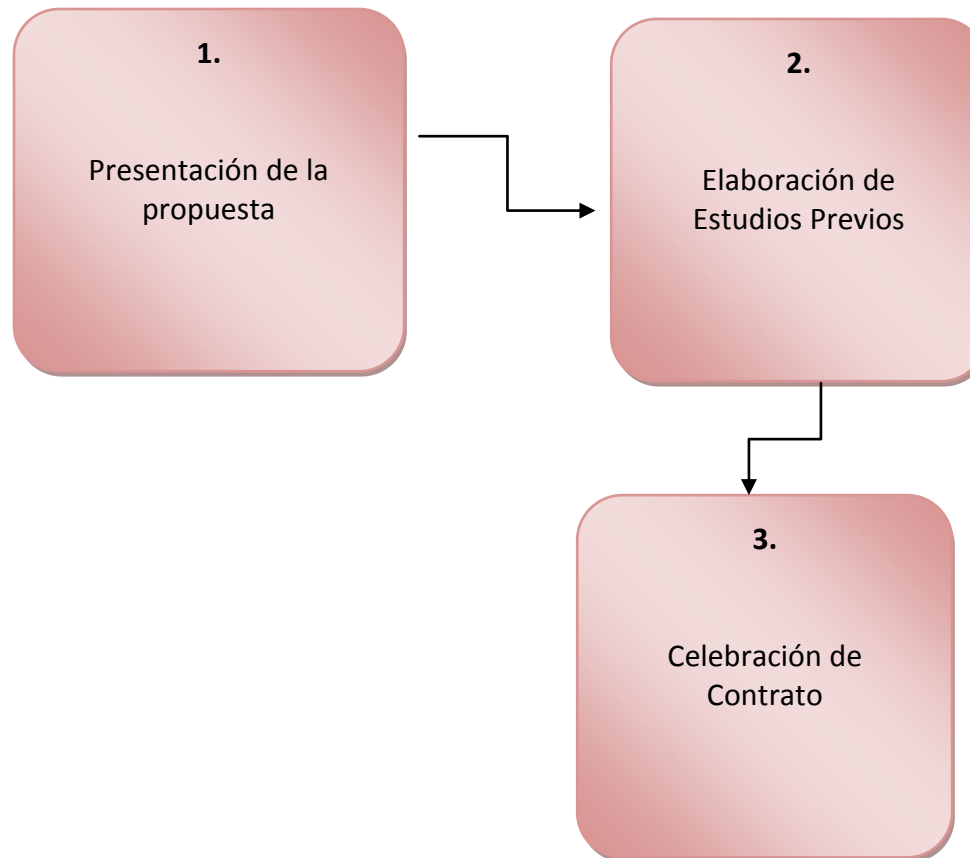 1.
Presentación de la
propuesta
2.
Elaboración de
Estudios Previos
3.
Celebración de
Contrato